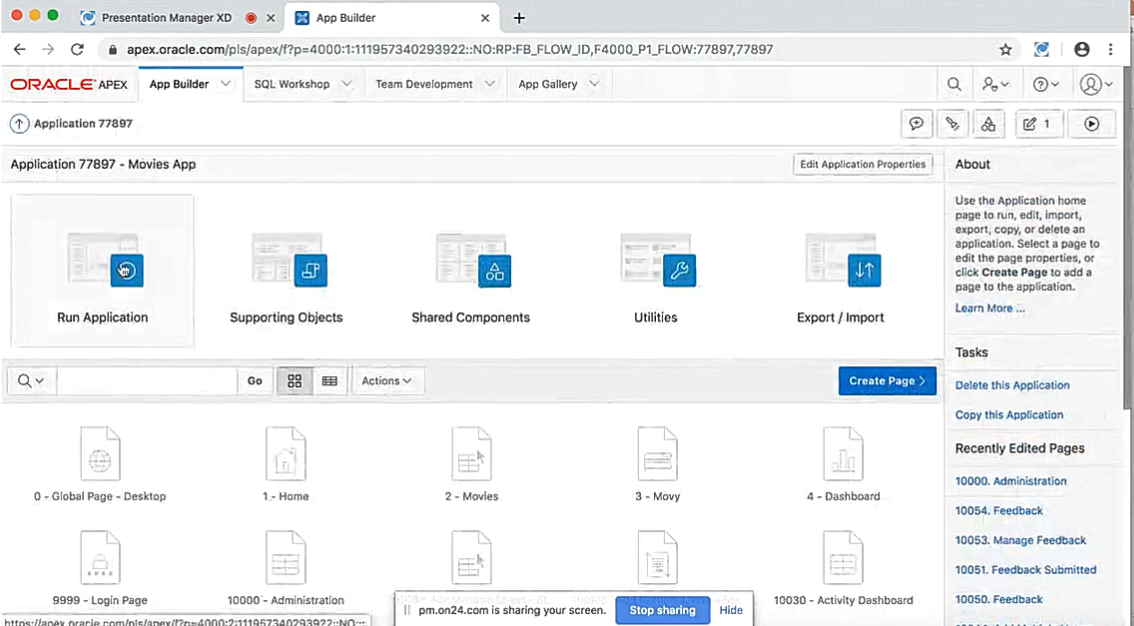 Presentation Manager XD
App Builder
apex.oracle.com/pls/apex/f?p=4000:1:111957340293922::NO:RP:FB_FLOW_ID,F4000_P1_FLOW:77897,77897
ORACLE APEX App Builder SQL Workshop Team Development App Gallery
Application 77897
1
Application 77897 - Movies App
Edit Application Properties
Run Application
Supporting Objects
Shared Components
Utilities
Export / Import
Go
Actions
Create Page
0 - Global Page - Desktop
1 - Home
2 - Movies
3 - Movy
4 - Dashboard
9999 - Login Page
10000 - Administration
10030 - Activity Dashboard
About
Use the Application home
page to run, edit, import,
export, copy, or delete an
application. Select a page to
edit the page properties, or
click Create Page to add a
page to the application.
Learn More ...
Tasks
Delete this Application
Copy this Application
Recently Edited Pages
10000. Administration
10054. Feedback
10053. Manage Feedback
10051. Feedback Submitted
10050. Feedback
pm.on24.com is sharing your screen.
Stop sharing
Hide
https://apex.oracle.com/pls/apex/f?p=4000:2:111957340293922::NO:...